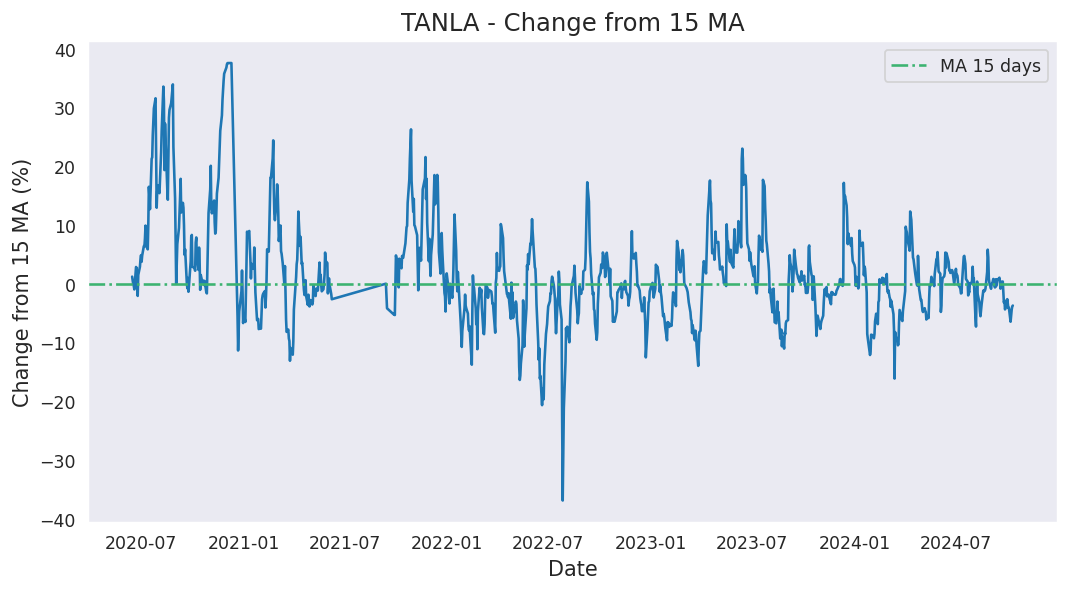 TANLA - Change from 15 MA
MA 15 days
Change from 15 MA (%)
40
30
20
10
0
−10
−20
−30
−40
2020-07 2021-01 2021-07 2022-01 2022-07 2023-01 2023-07 2024-01 2024-07
Date